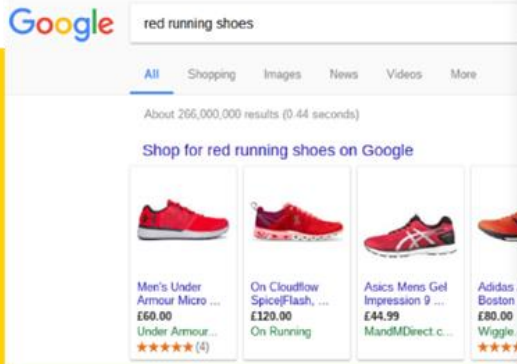 Google
red running shoes
All Shopping Images News Videos More
About 266,000,000 results (0.44 seconds)
Shop for red running shoes on Google
Men's Under
Armour Micro ...
£60.00
Under Armour...
(4)
On Cloudflow
Spice|Flash, ...
£120.00
On Running
Asics Mens Gel
Impression 9 ...
£44.99
MandMDirect.c...
Adidas
Boston
£80.00
Wiggle.